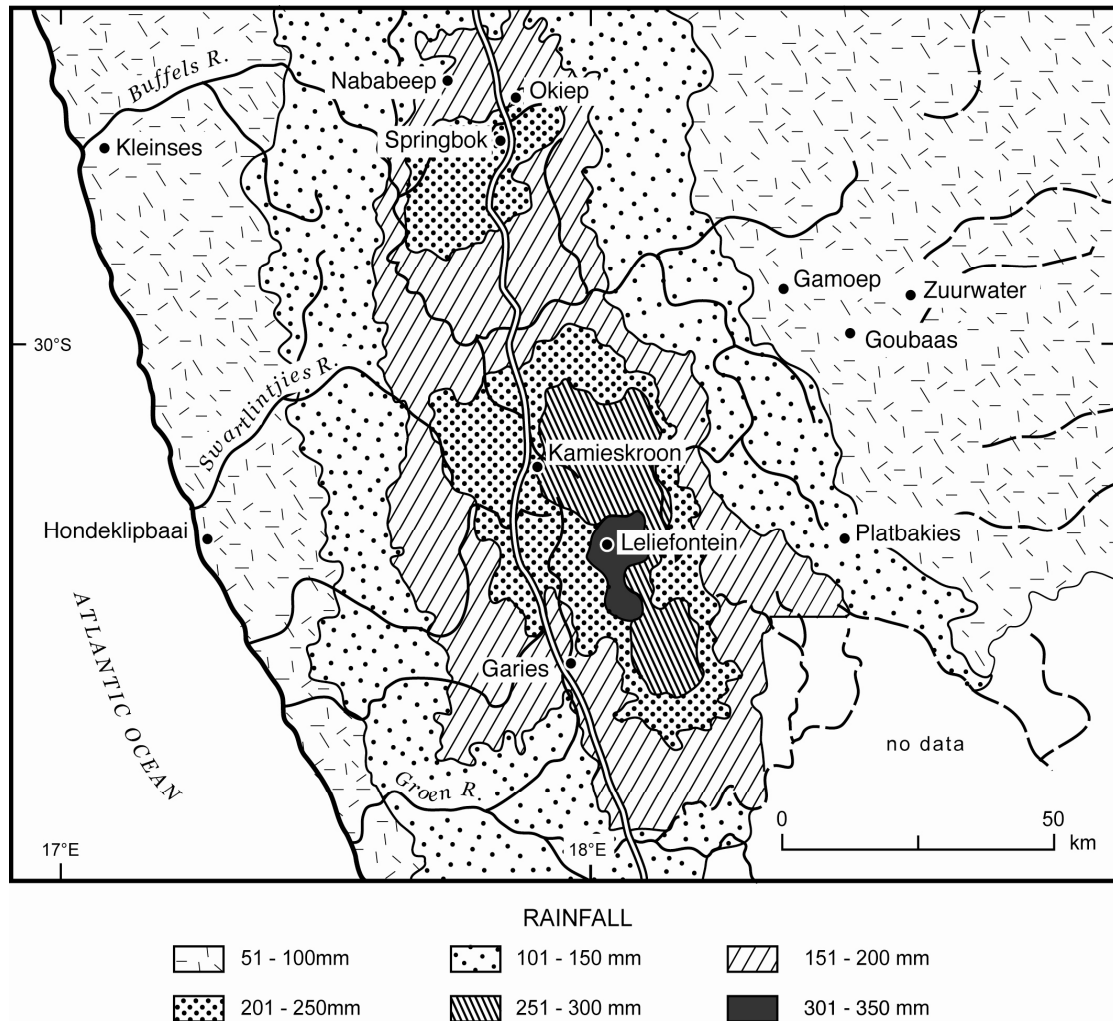 Buffels R.
Nababeep
Okiep
Springbok
Kleinses
Gamoep
Zuurwater
Goubaas
30°S
Swartlintjies R.
Kamieskroon
Hondeklipbaai
Leliefontein
Platbakies
ATLANTIC OCEAN
Garies
no data
Groen R.
0 50
km
17°E
18°E
RAINFALL
51 - 100mm
101 - 150 mm
151 - 200 mm
201 - 250mm
251 - 300 mm
301 - 350 mm